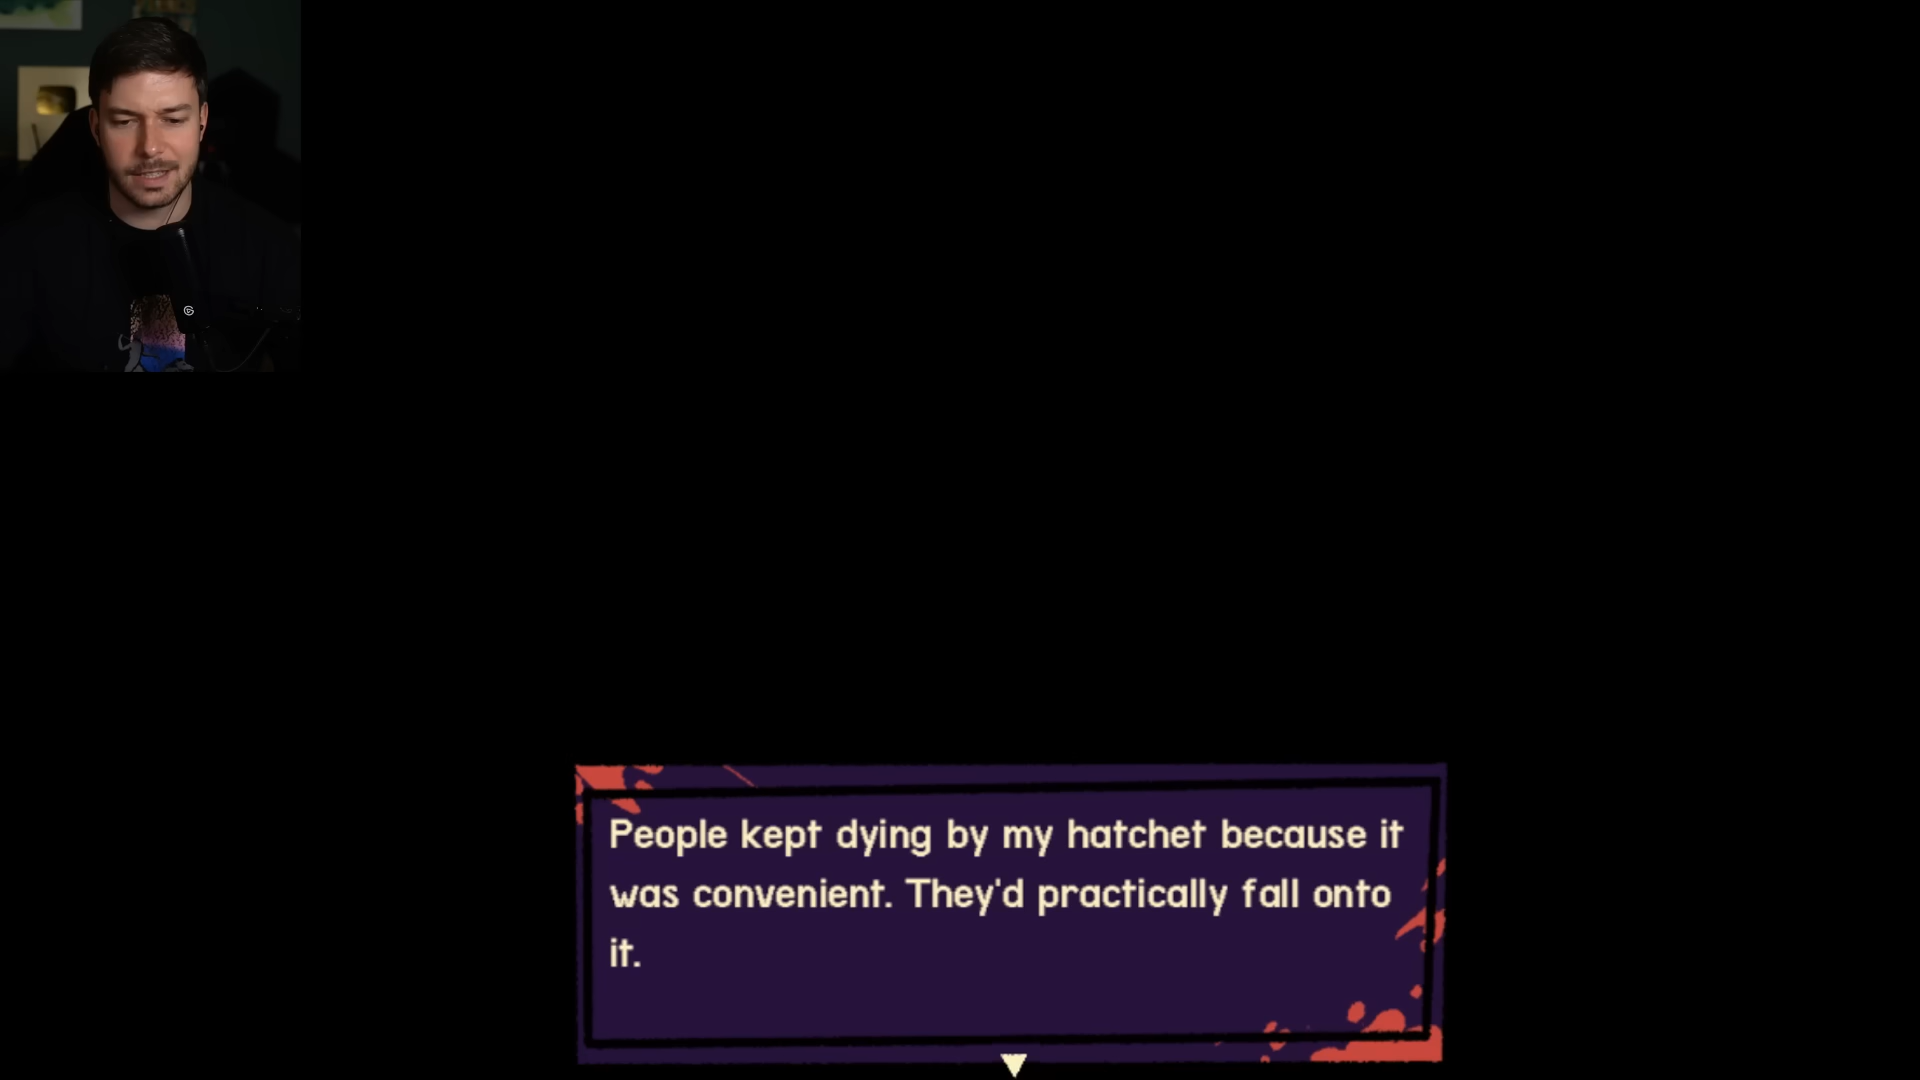 People kept dying by my hatchet because it
was convenient. They'd practically fall onto
it.